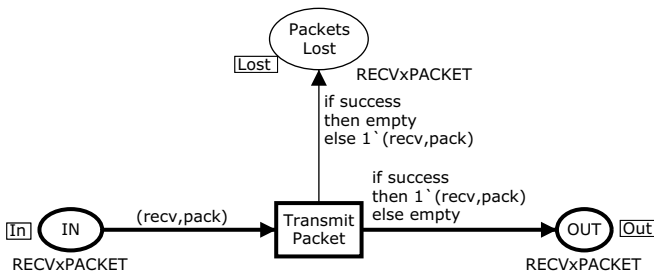 Packets
Lost
Lost
RECVxPACKET
if success
then empty
else 1`(recv,pack)
if success
then 1`(recv,pack)
else empty
(recv,pack)
In
IN
Transmit
Packet
OUT
Out
RECVxPACKET
RECVxPACKET